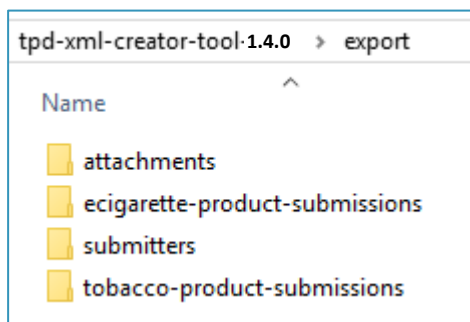 tpd-xml-creator-tool-1.4.0 > export
Name
attachments
ecigarette-product-submissions
submitters
tobacco-product-submissions